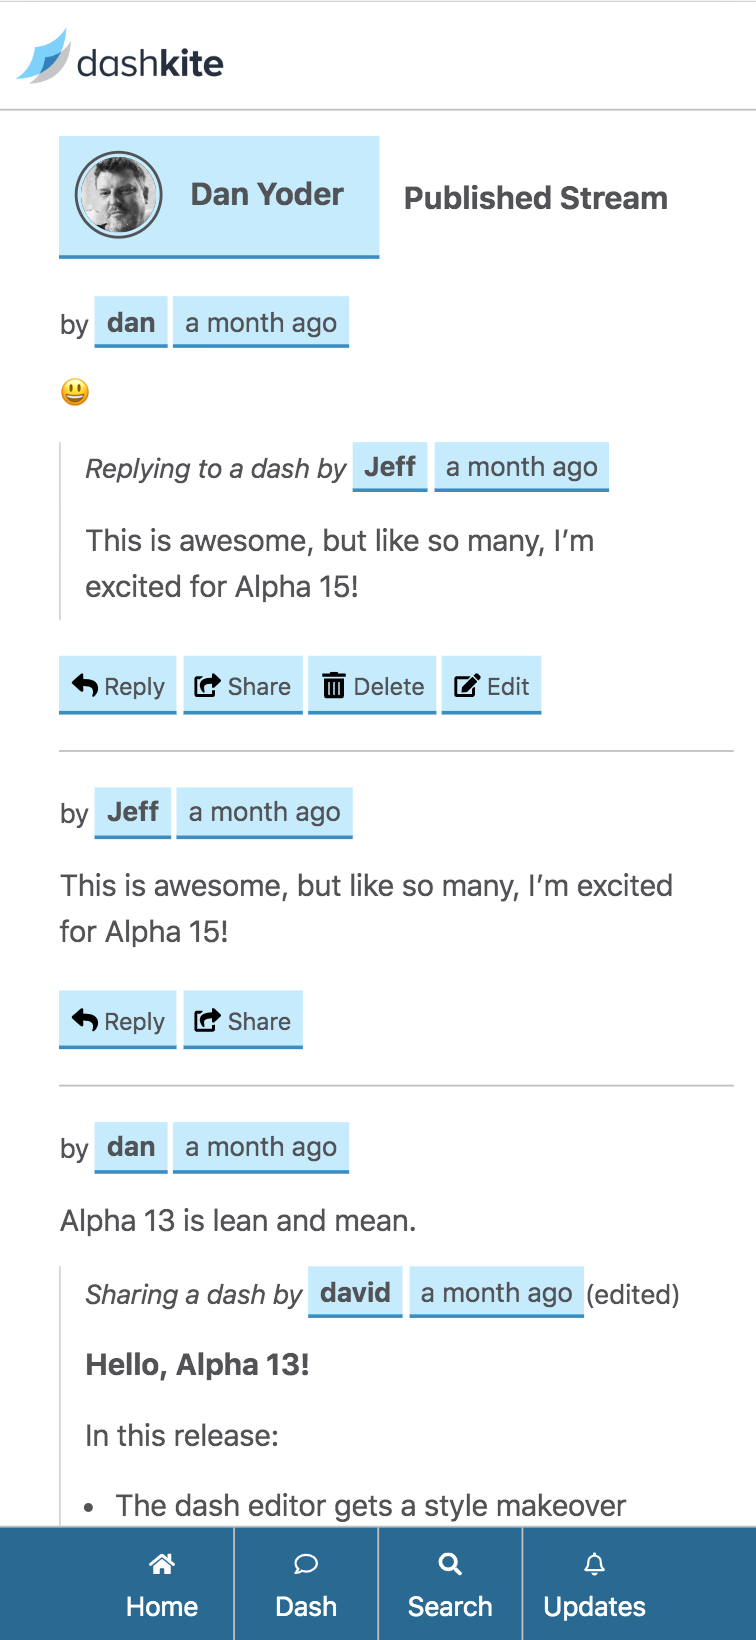 dashkite
Dan Yoder Published Stream
by dan a month ago
😃
Replying to a dash by Jeff a month ago
This is awesome, but like so many, I’m
excited for Alpha 15!
Reply Share Delete Edit
by Jeff a month ago
This is awesome, but like so many, I’m excited
for Alpha 15!
Reply Share
by dan a month ago
Alpha 13 is lean and mean.
Sharing a dash by david a month ago (edited)
Hello, Alpha 13!
In this release:
• The dash editor gets a style makeover
Home Dash Search Updates